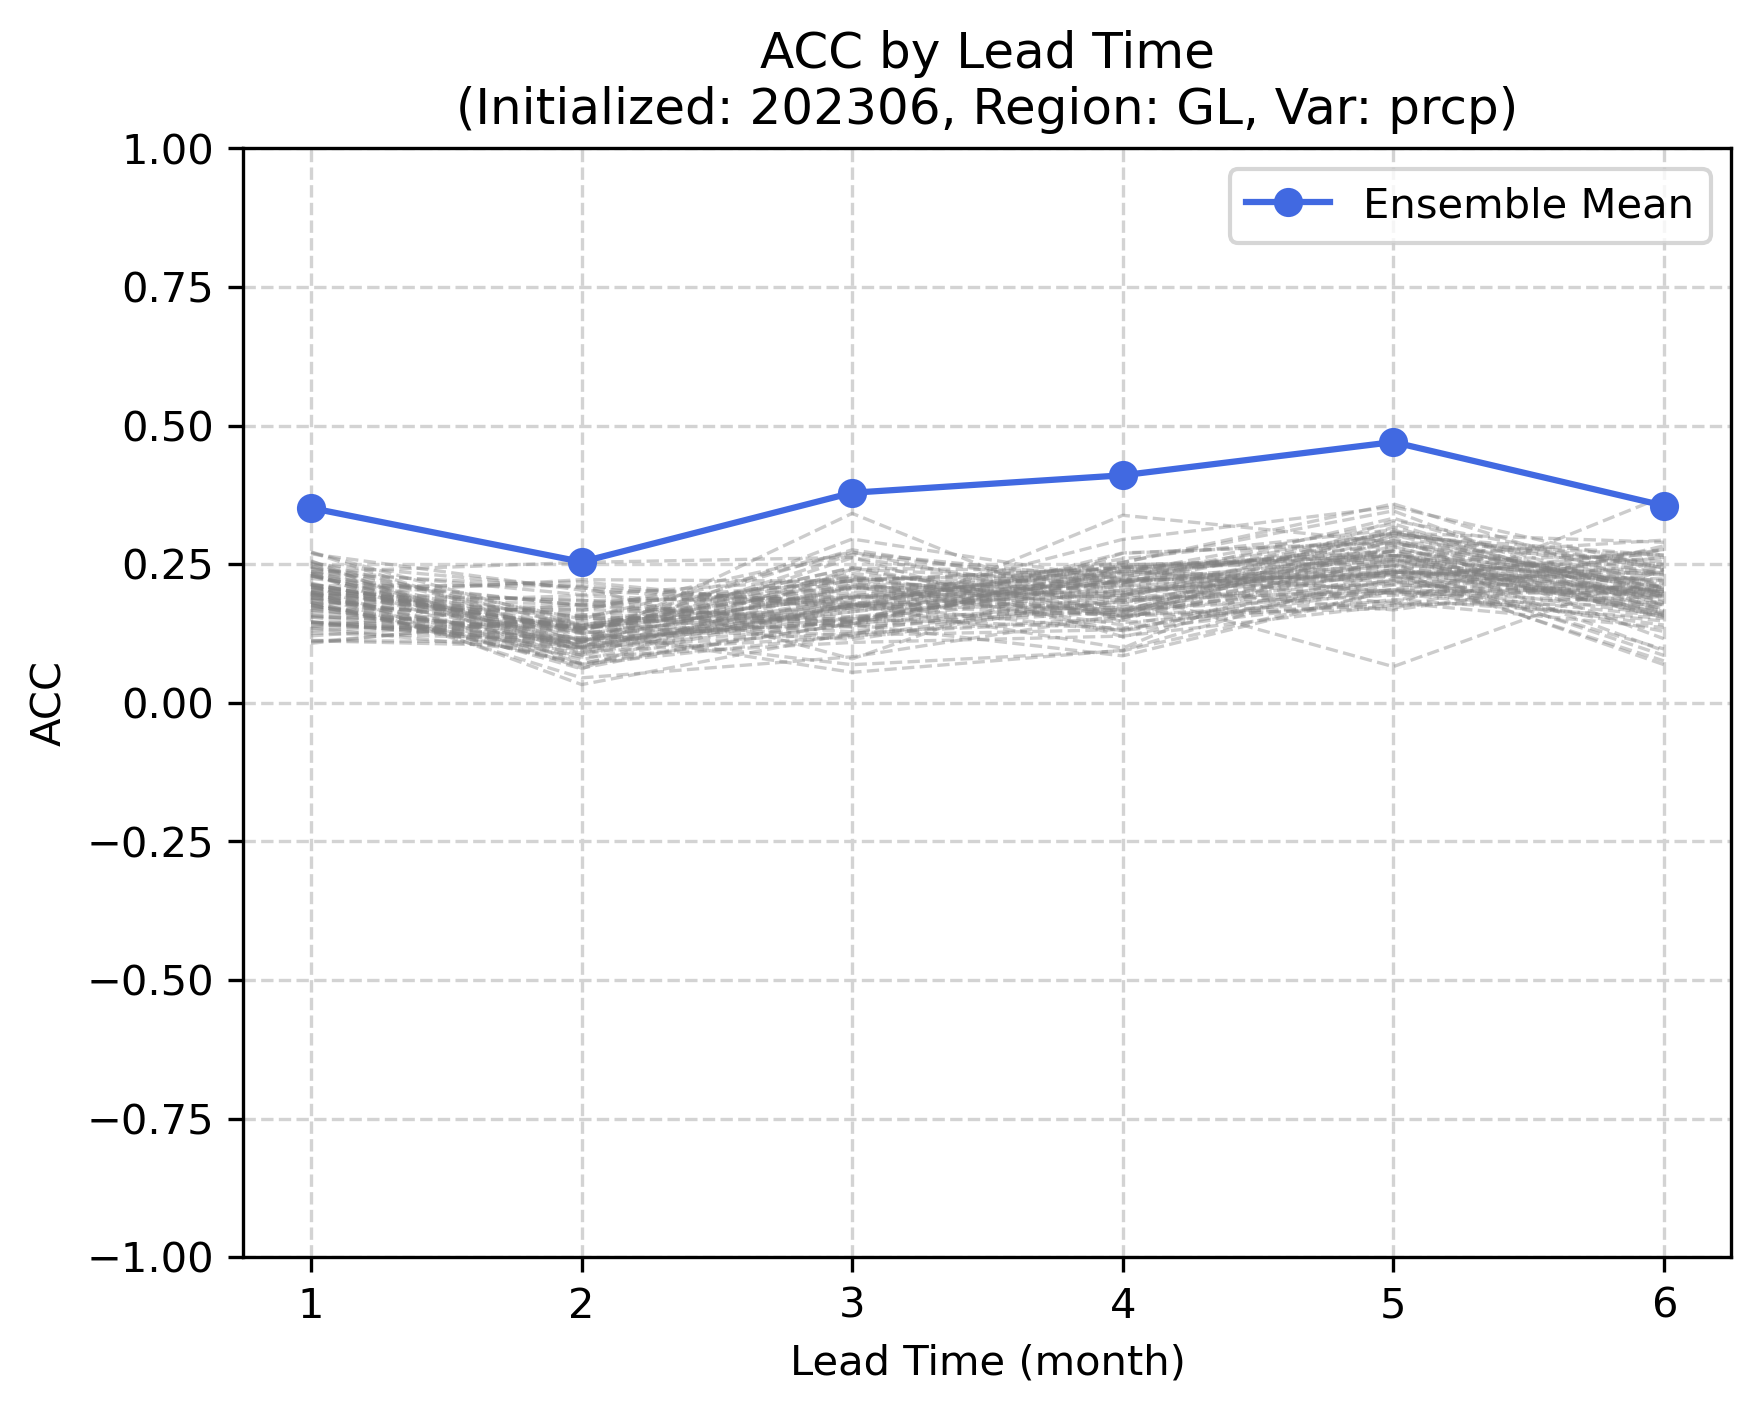 ACC by Lead Time
(Initialized: 202306, Region: GL, Var: prcp)
Ensemble Mean
1.00
0.75
0.50
0.25
0.00
−0.25
−0.50
−0.75
−1.00
ACC
1 2 3 4 5 6
Lead Time (month)